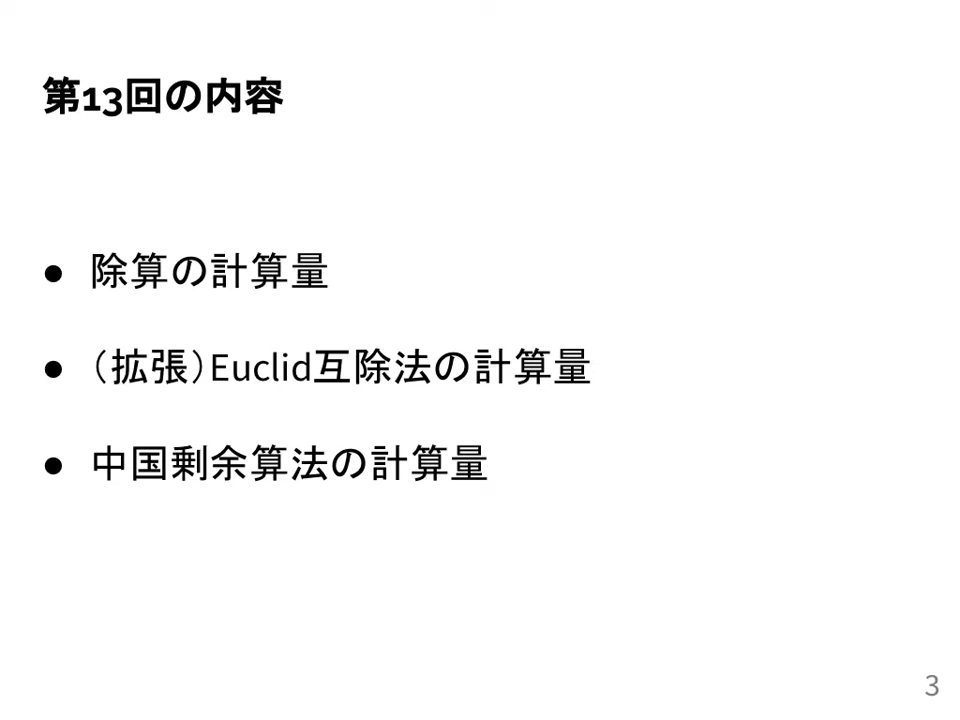 第13回の内容
● 除算の計算量
● （拡張）Euclid互除法の計算量
● 中国剰余算法の計算量
3